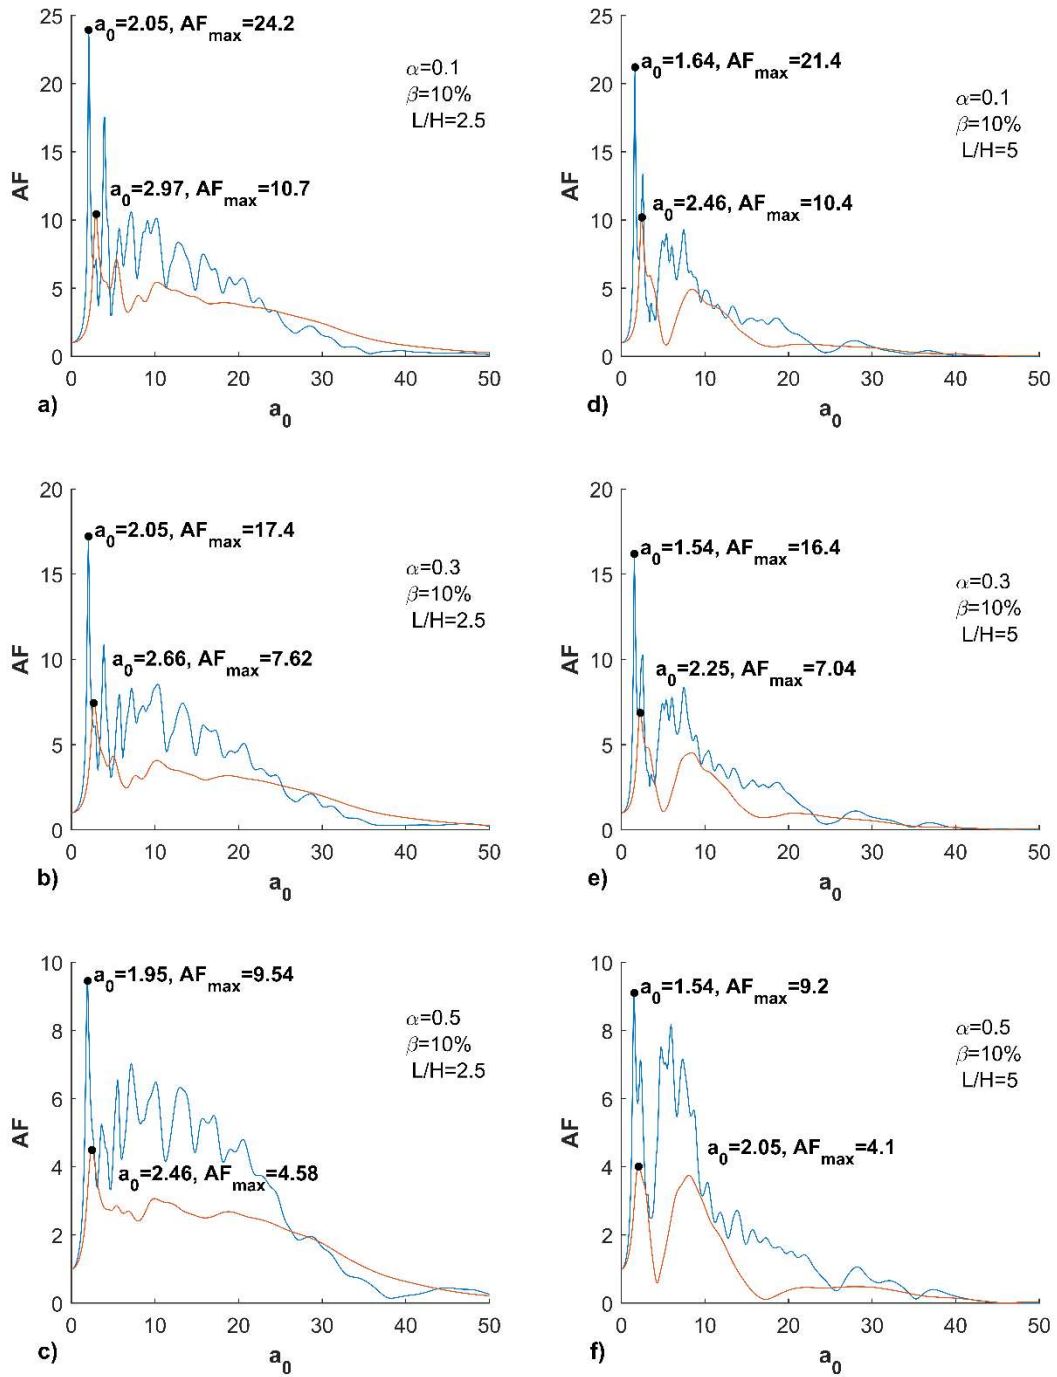 25
20
15
10
5
0
AF
a0=2.05, AFmax=24.2
a0=2.97, AFmax=10.7
α=0.1
β=10%
L/H=2.5
0 10 20 30 40 50
a0
a)
25
20
15
10
5
0
AF
a0=1.64, AFmax=21.4
a0=2.46, AFmax=10.4
α=0.1
β=10%
L/H=5
0 10 20 30 40 50
a0
d)
20
15
10
5
0
AF
a0=2.05, AFmax=17.4
a0=2.66, AFmax=7.62
α=0.3
β=10%
L/H=2.5
0 10 20 30 40 50
a0
b)
20
15
10
5
0
AF
a0=1.54, AFmax=16.4
a0=2.25, AFmax=7.04
α=0.3
β=10%
L/H=5
0 10 20 30 40 50
a0
e)
10
8
6
4
2
0
AF
a0=1.95, AFmax=9.54
a0=2.46, AFmax=4.58
α=0.5
β=10%
L/H=2.5
0 10 20 30 40 50
a0
c)
10
8
6
4
2
0
AF
a0=1.54, AFmax=9.2
a0=2.05, AFmax=4.1
α=0.5
β=10%
L/H=5
0 10 20 30 40 50
a0
f)